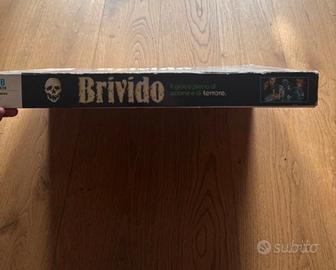 Brivido
Il gioco pieno di
azione e di terrore.
subito